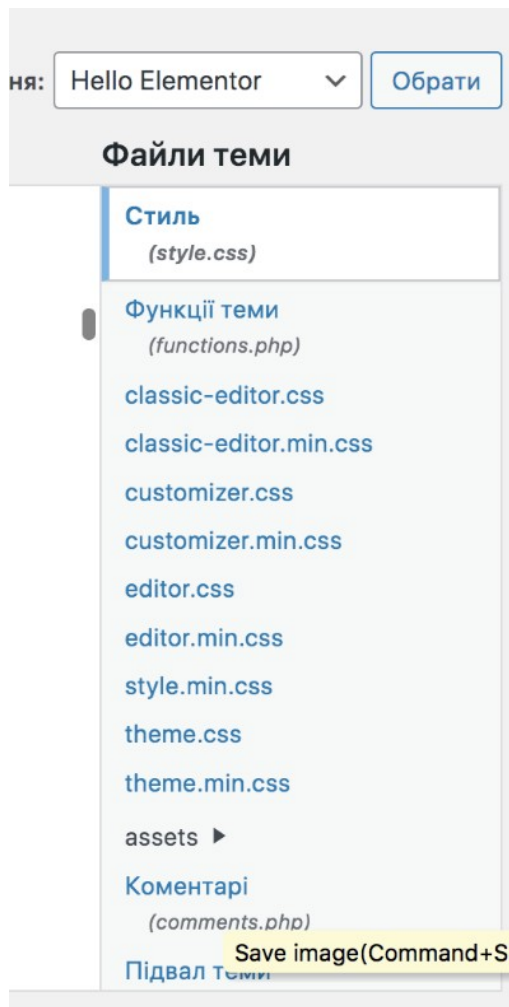 ня: Hello Elementor Обрати
Файли теми
Стиль
(style.css)
Функції теми
(functions.php)
classic-editor.css
classic-editor.min.css
customizer.css
customizer.min.css
editor.css
editor.min.css
style.min.css
theme.css
theme.min.css
assets
Коментарі
(comments.php)
Save image(Command+S
Підвал теми